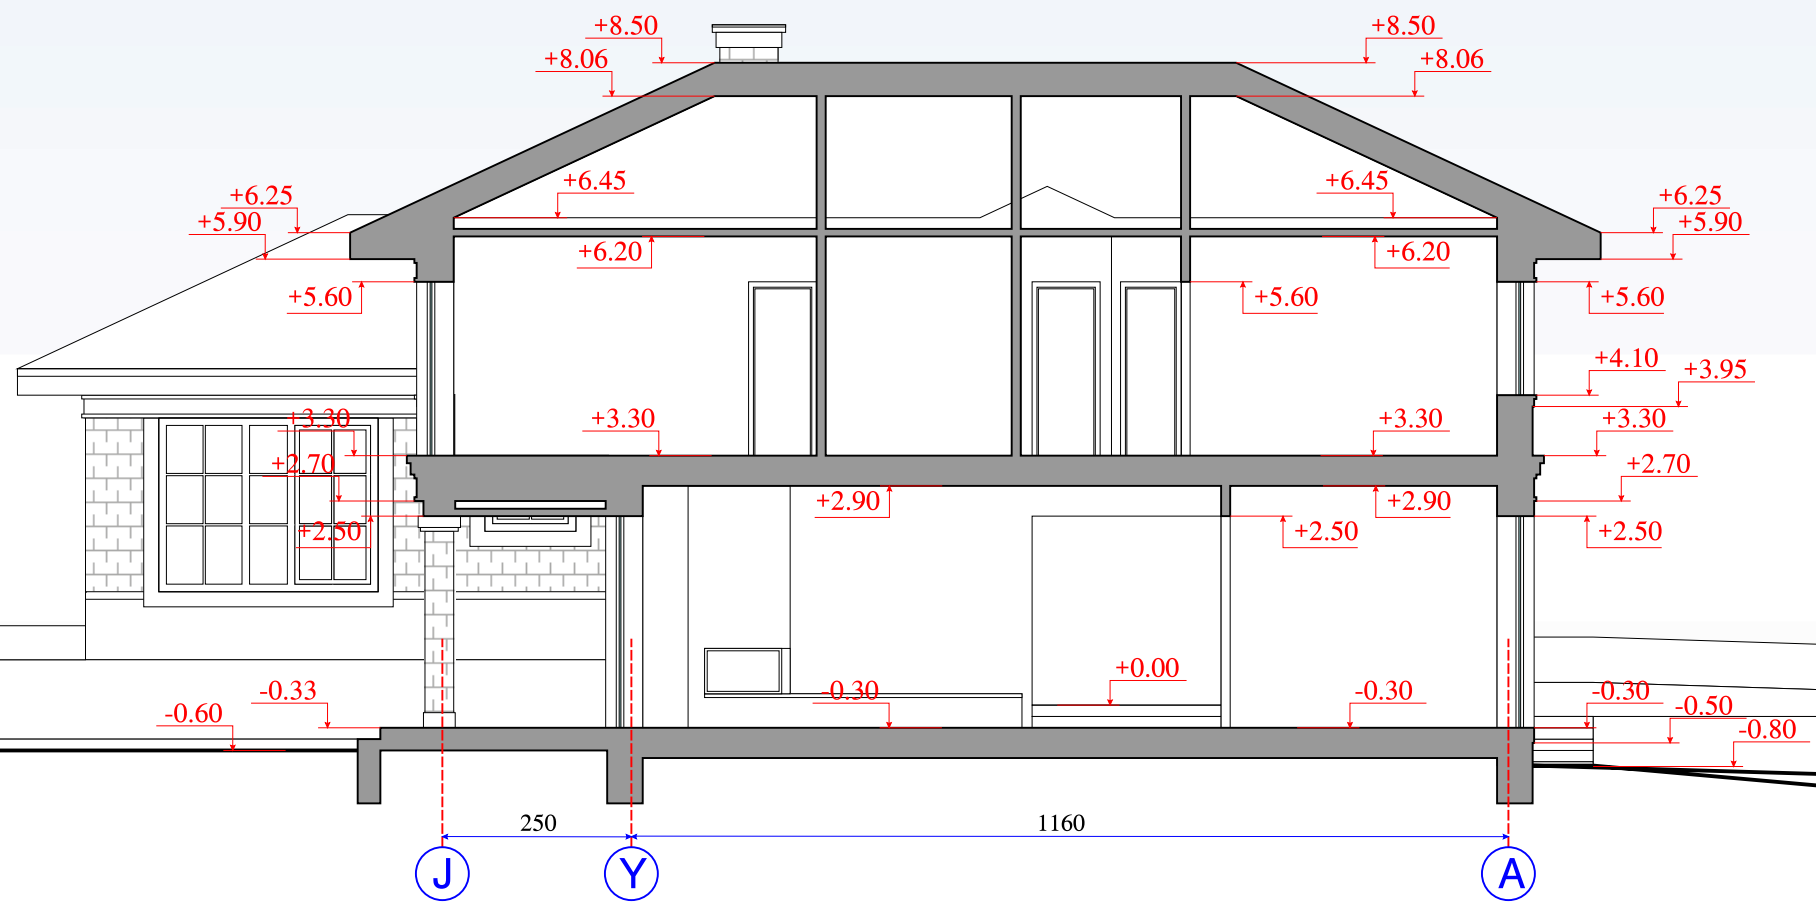 +8.50 +8.50
+8.06 +8.06
+6.45 +6.45
+6.25 +6.25
+5.90 +5.90
+6.20 +6.20
+5.60 +5.60 +5.60
+4.10
+3.95
+3.30 +3.30 +3.30 +3.30
+2.70 +2.70
+2.90 +2.90
+2.50 +2.50 +2.50
+0.00
-0.33 -0.30 -0.30 -0.30
-0.60 -0.50
-0.80
250 1160
J Y A